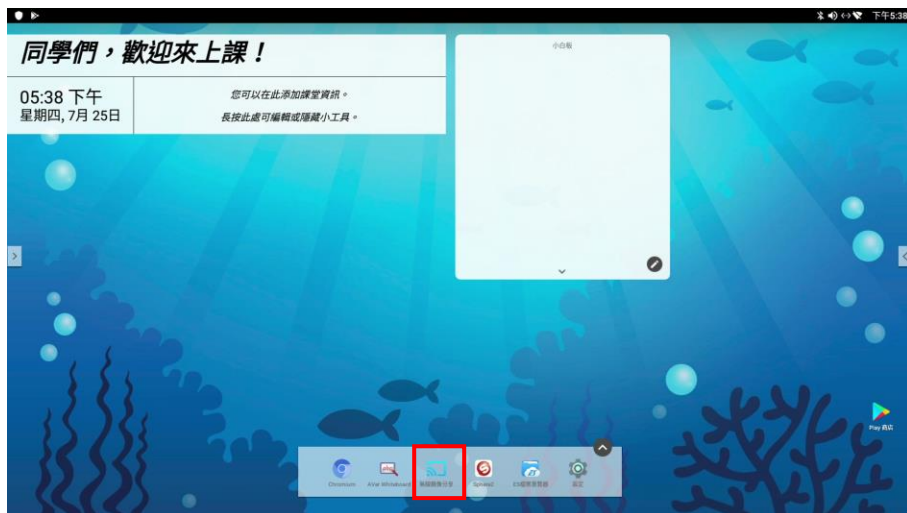 下午5:38
同學們，歡迎來上課！
05:38 下午
星期四, 7月 25日
您可以在此添加課堂資訊。
長按此處可編輯或隱藏小工具。
小白板
Play 商店
Chromium
設定